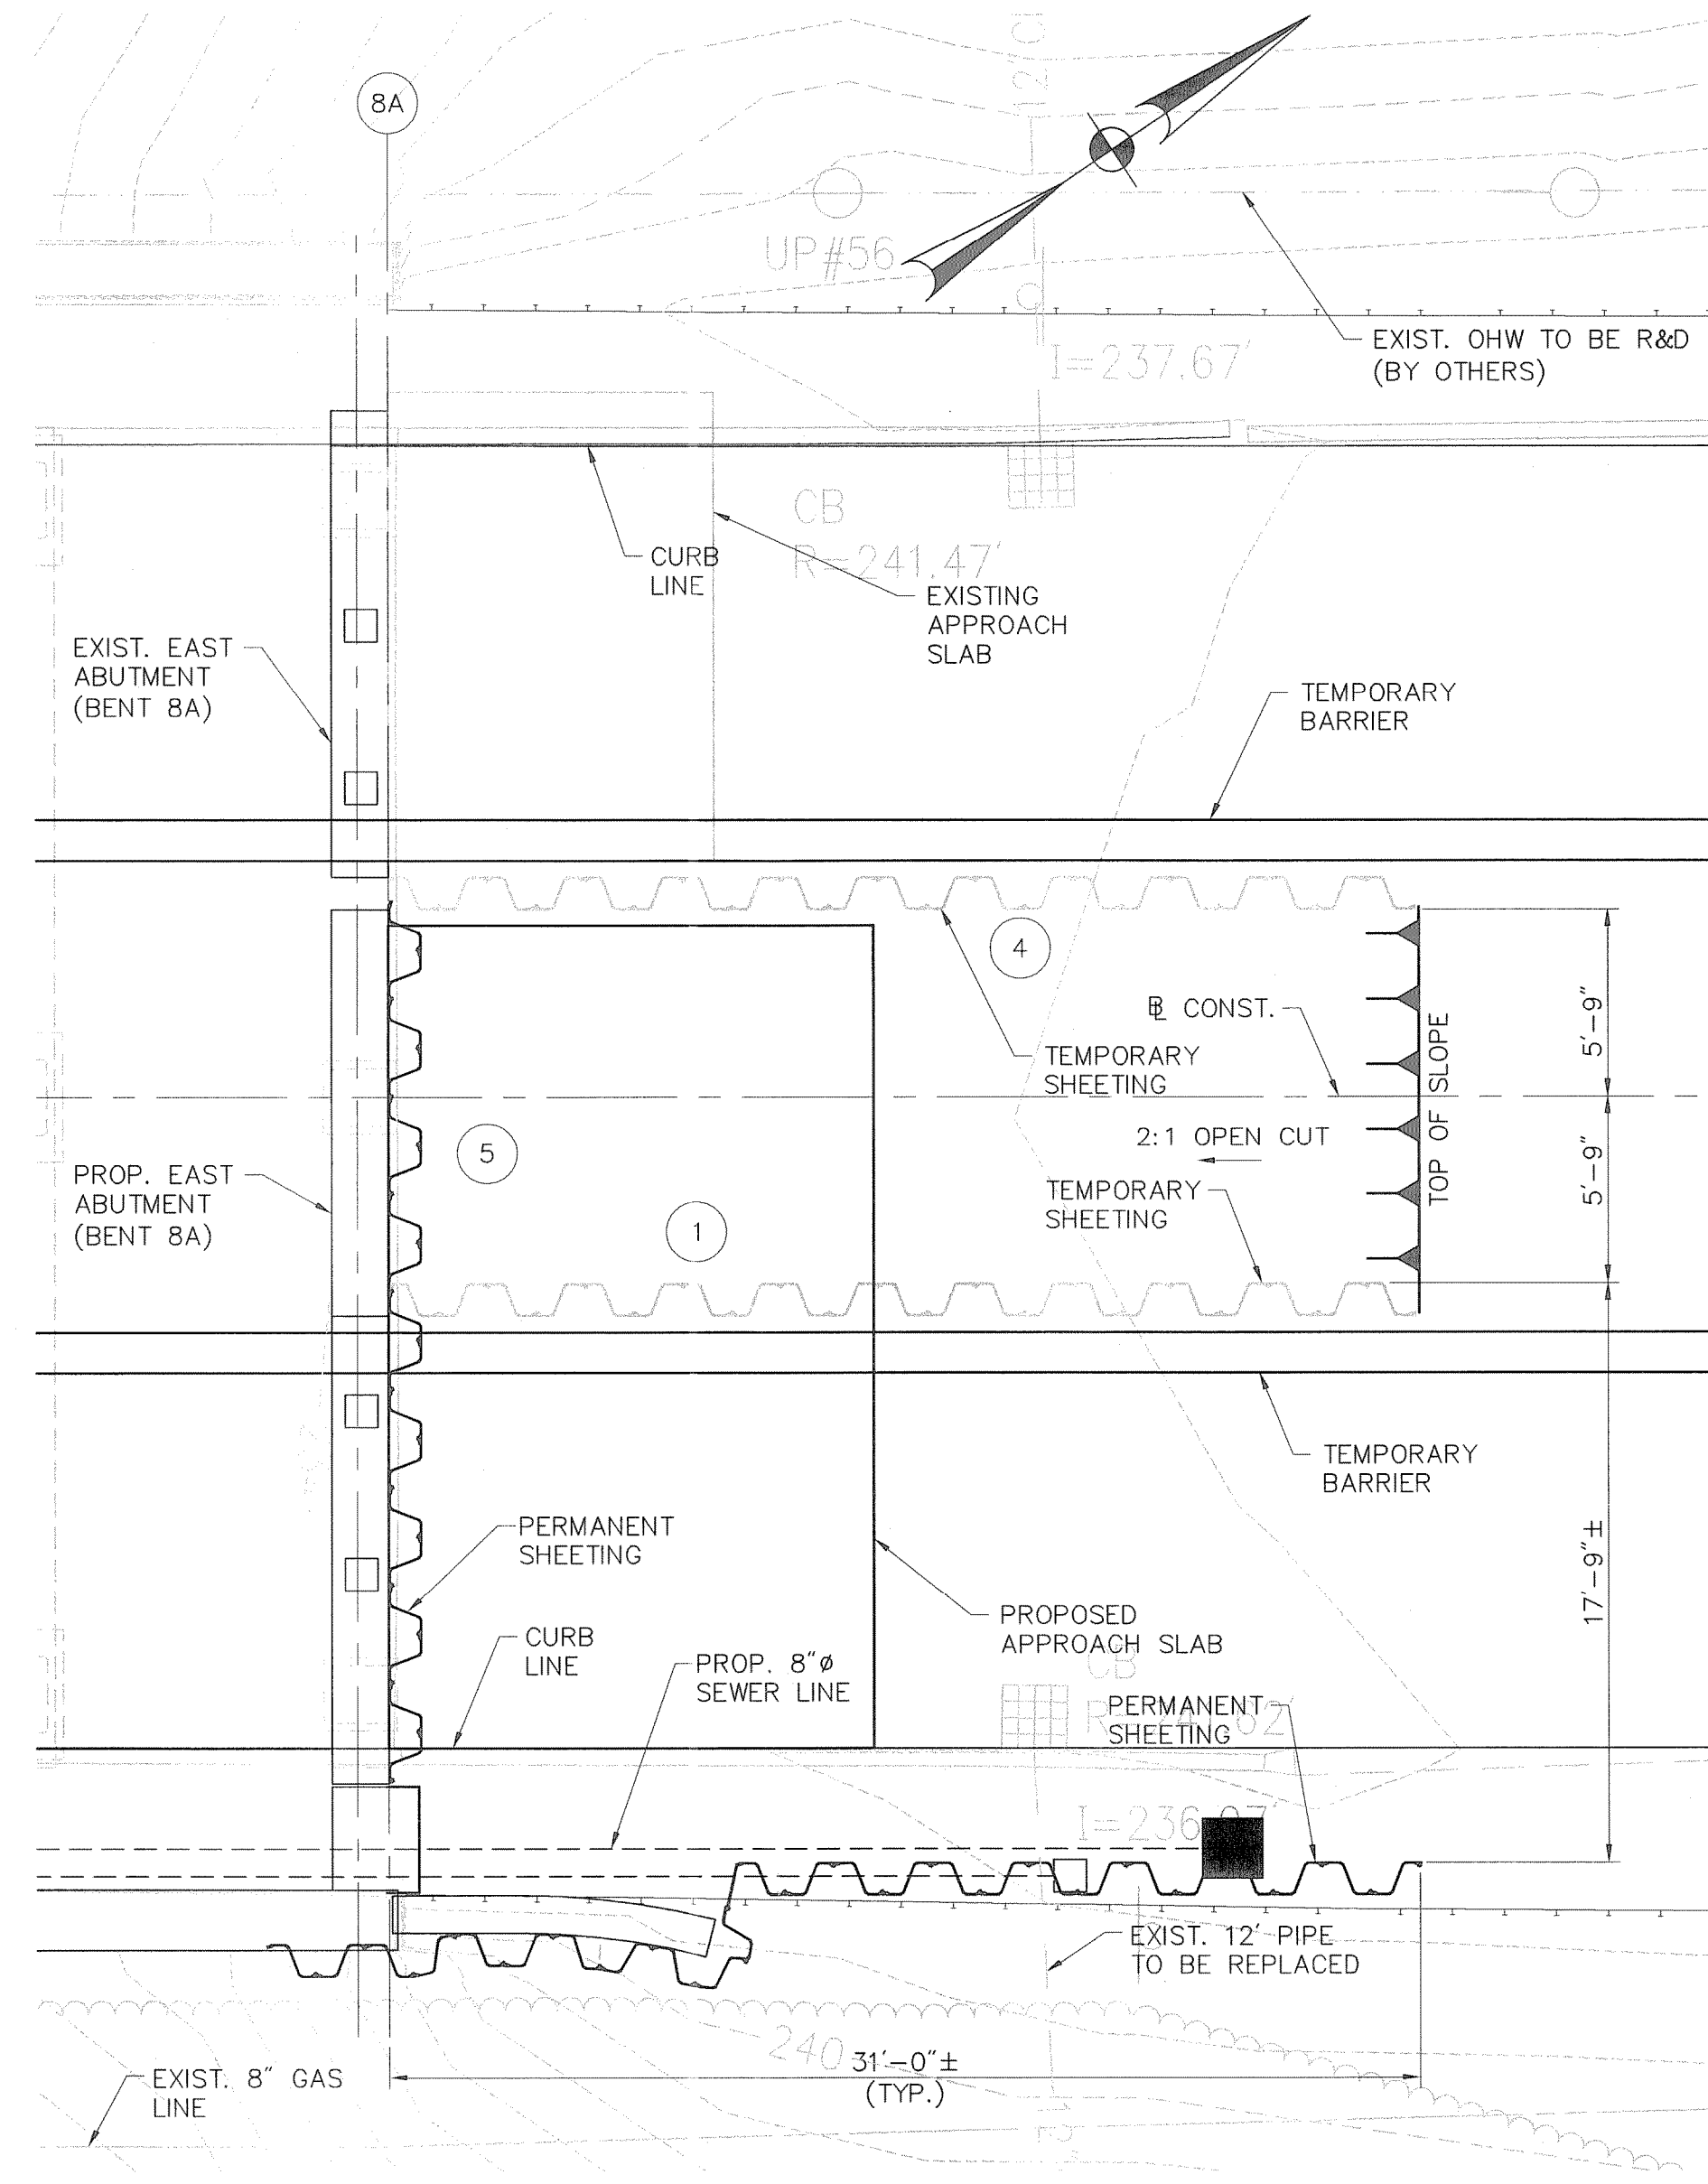 12+0
8A
UP#56
EXIST. OHW TO BE R&D
(BY OTHERS)
I=237.67'
CB
R=241.47'
CURB
LINE
EXISTING
APPROACH
SLAB
EXIST. EAST
ABUTMENT
(BENT 8A)
TEMPORARY
BARRIER
4
5'-9"
BL CONST.
TEMPORARY
SHEETING
TOP OF SLOPE
5
2:1 OPEN CUT
5'-9"
PROP. EAST
ABUTMENT
(BENT 8A)
TEMPORARY
SHEETING
1
TEMPORARY
BARRIER
PERMANENT
SHEETING
17'-9"±
PROPOSED
APPROACH SLAB
CURB
LINE
PROP. 8"ø
SEWER LINE
CB
PERMANENT
SHEETING
EXIST. 12' PIPE
TO BE REPLACED
240
31'-0"±
(TYP.)
EXIST. 8" GAS
LINE